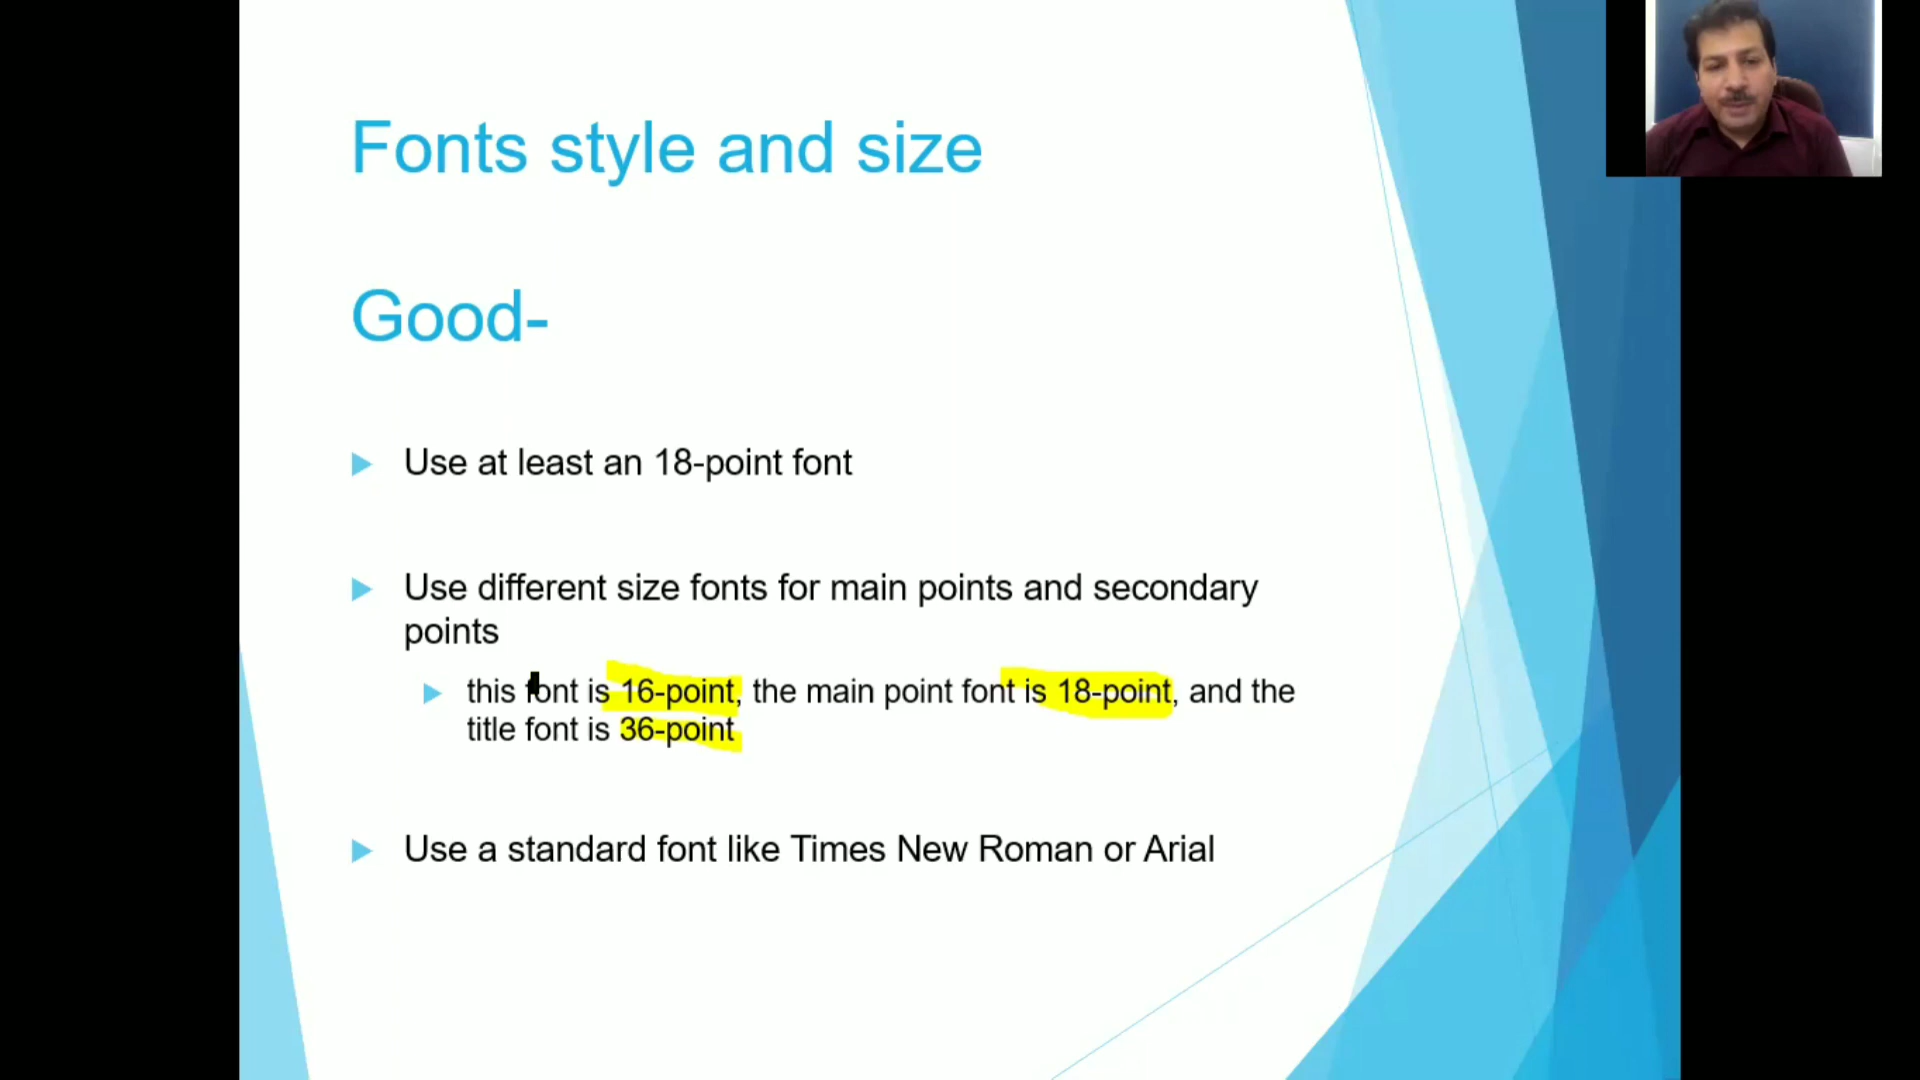 Fonts style and size
Good-
Use at least an 18-point font
Use different size fonts for main points and secondary
points
this font is 16-point, the main point font is 18-point, and the
title font is 36-point
Use a standard font like Times New Roman or Arial